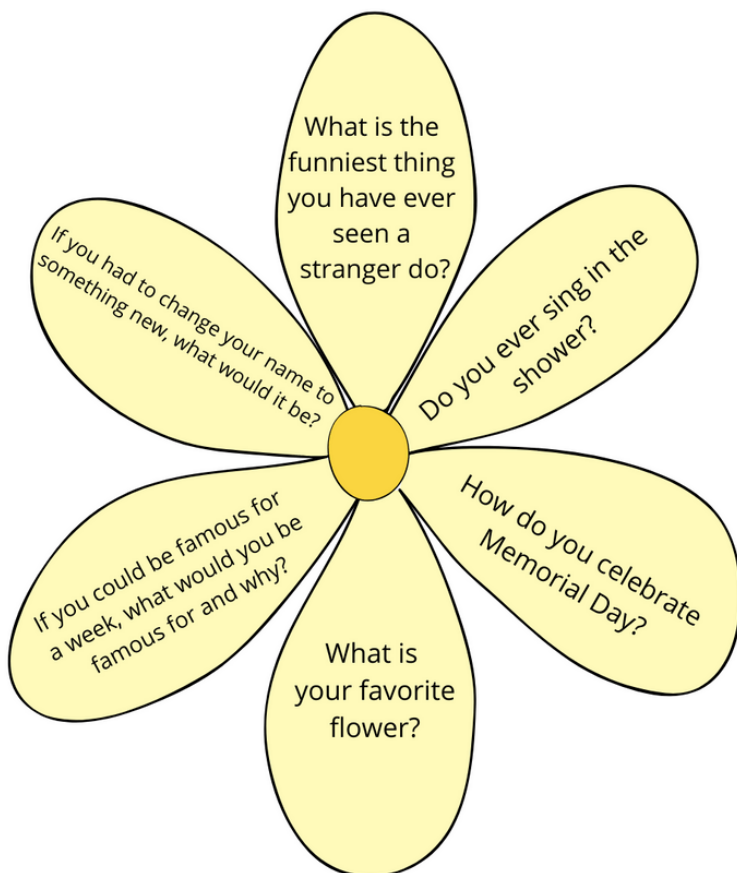 What is the
funniest thing
you have ever
seen a
stranger do?
Do you ever sing in the
shower?
How do you celebrate
Memorial Day?
What is
your favorite
flower?
If you could be famous for
a week, what would you be
famous for and why?
If you had to change your name to
something new, what would it be?